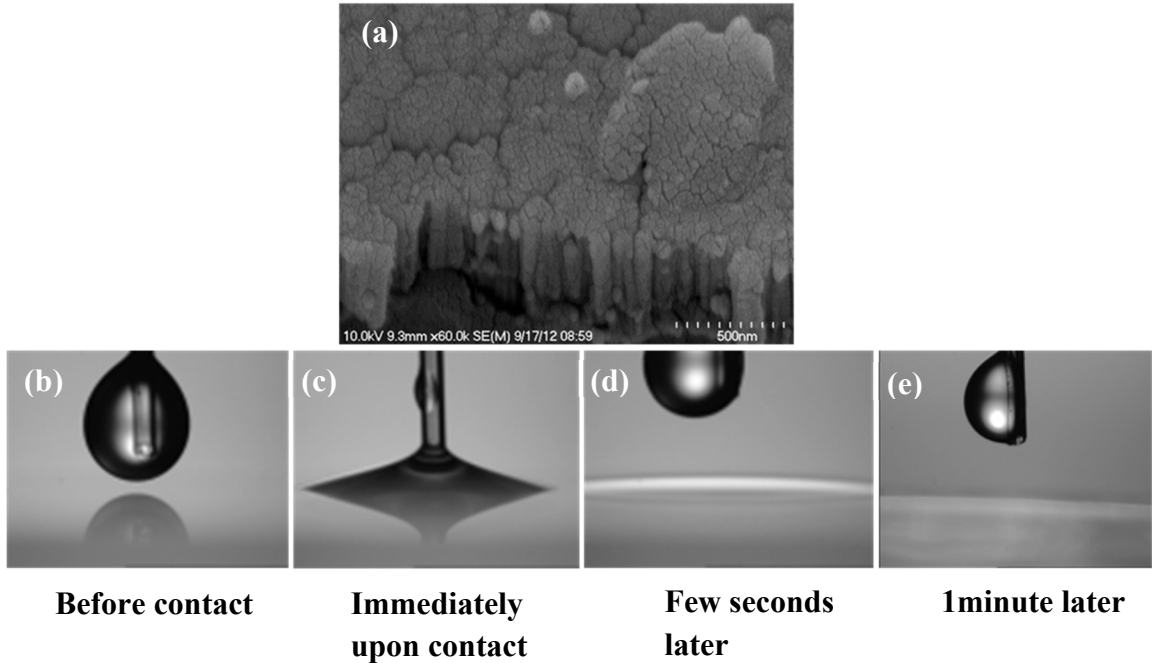 (a)
10.0kV 9.3mm x60.0k SE(M) 9/17/12 08:59
500nm
(b)
(c)
(d)
(e)
Before contact
Immediately
upon contact
Few seconds
later
1minute later